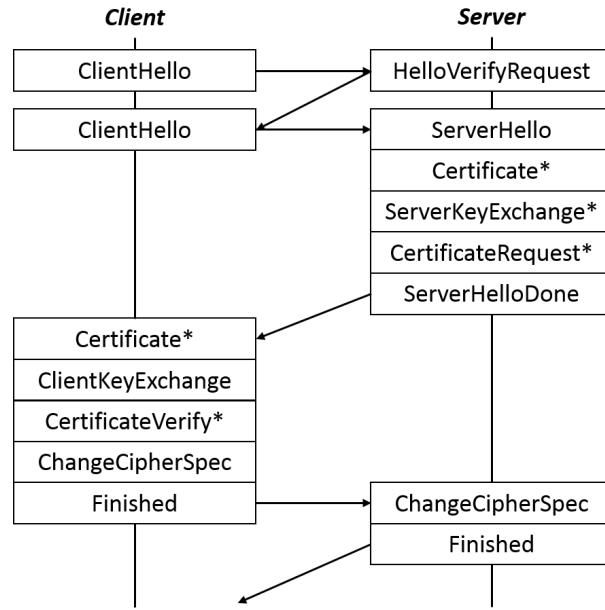 Client
Server
ClientHello
HelloVerifyRequest
ClientHello
ServerHello
Certificate*
ServerKeyExchange*
CertificateRequest*
ServerHelloDone
Certificate*
ClientKeyExchange
CertificateVerify*
ChangeCipherSpec
Finished
ChangeCipherSpec
Finished